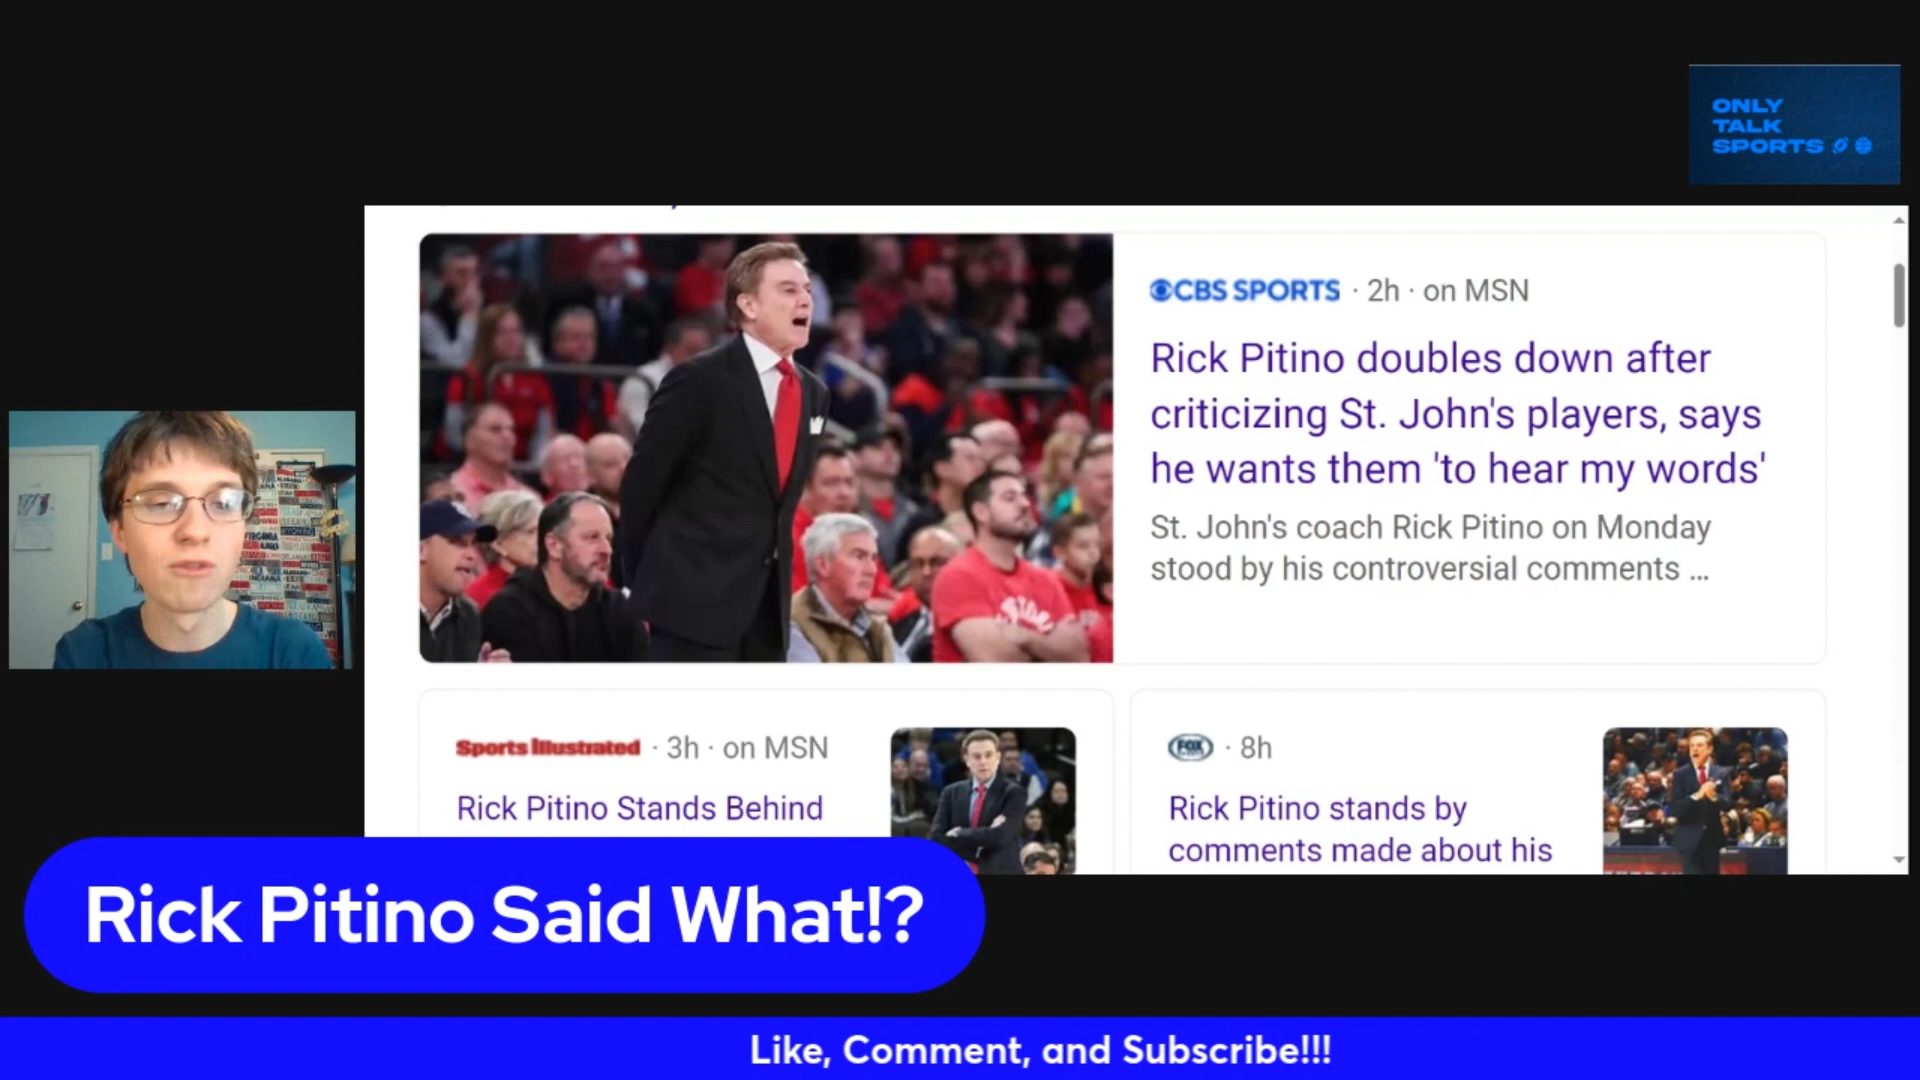 ONLY
TALK
SPORTS
CBS SPORTS · 2h · on MSN
Rick Pitino doubles down after
criticizing St. John's players, says
he wants them 'to hear my words'
St. John's coach Rick Pitino on Monday
stood by his controversial comments ...
Sports Illustrated · 3h · on MSN
Rick Pitino Stands Behind
FOX · 8h
Rick Pitino stands by
comments made about his
Rick Pitino Said What!?
Like, Comment, and Subscribe!!!
VIRGINIA
INDIANA